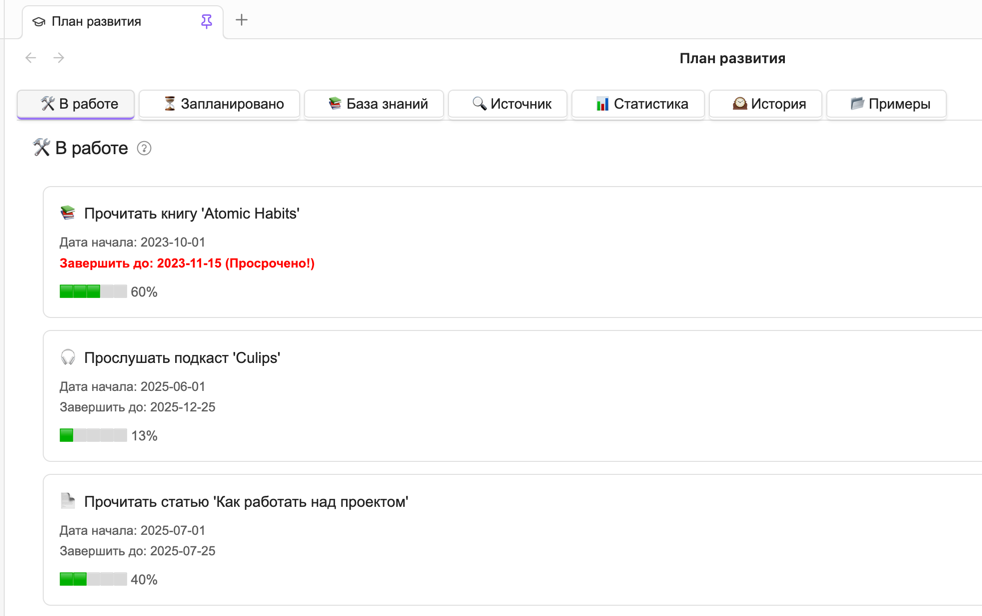 План развития
План развития
🛠 В работе
⏳ Запланировано
📚 База знаний
🔍 Источник
📊 Статистика
🕰 История
📂 Примеры
🛠 В работе
📚 Прочитать книгу 'Atomic Habits'
Дата начала: 2023-10-01
Завершить до: 2023-11-15 (Просрочено!)
60%
🎧 Прослушать подкаст 'Culips'
Дата начала: 2025-06-01
Завершить до: 2025-12-25
13%
📄 Прочитать статью 'Как работать над проектом'
Дата начала: 2025-07-01
Завершить до: 2025-07-25
40%